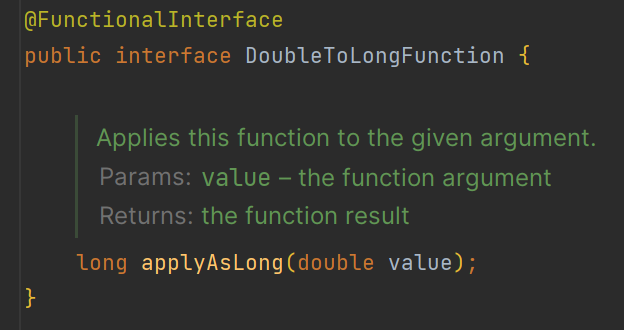 @FunctionalInterface
public interface DoubleToLongFunction {
Applies this function to the given argument.
Params: value – the function argument
Returns: the function result
long applyAsLong(double value);
}